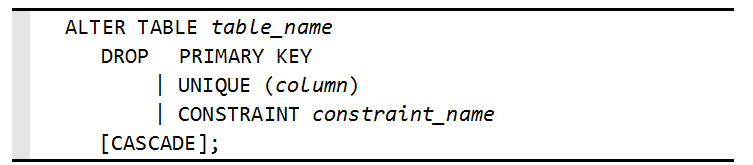 ALTER TABLE table_name
DROP PRIMARY KEY
| UNIQUE (column)
| CONSTRAINT constraint_name
[CASCADE];